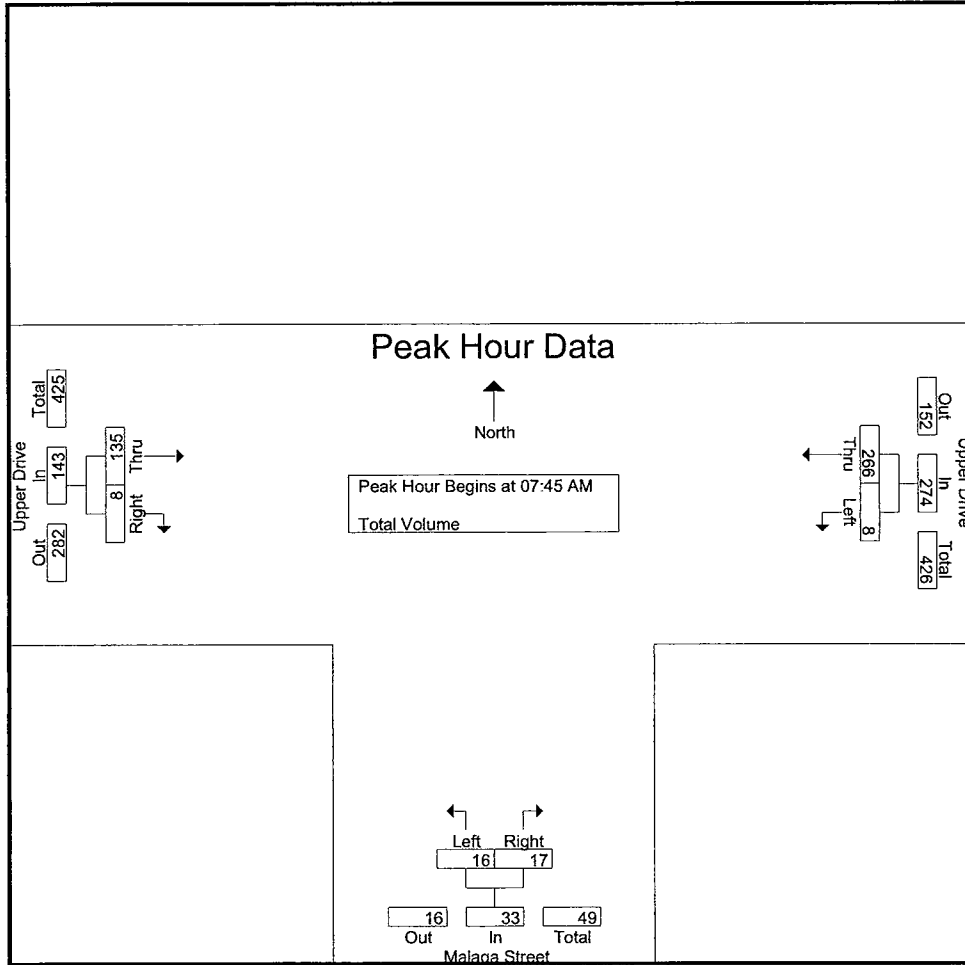 Peak Hour Data
North
Peak Hour Begins at 07:45 AM
Total Volume
Upper Drive
Out In Total
282 143 425
Right Thru
8 135
Upper Drive
Out In Total
152 274 426
Thru Left
266 8
Left Right
16 17
16 33 49
Out In Total
Malaga Street